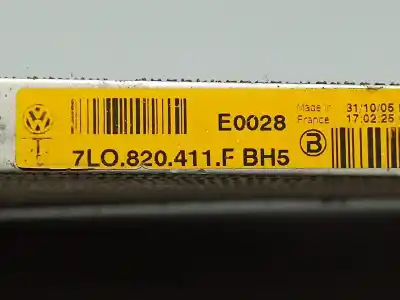 E0028
Made in 31/10/05
France 17:02:25
B
7LO.820.411.F BH5